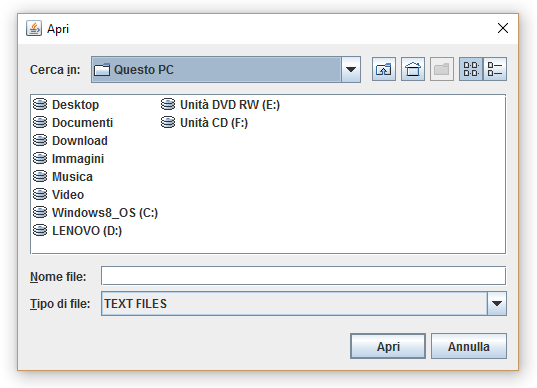 Apri
Cerca in: Questo PC
Desktop
Documenti
Download
Immagini
Musica
Video
Windows8_OS (C:)
LENOVO (D:)
Unità DVD RW (E:)
Unità CD (F:)
Nome file:
Tipo di file: TEXT FILES
Apri Annulla